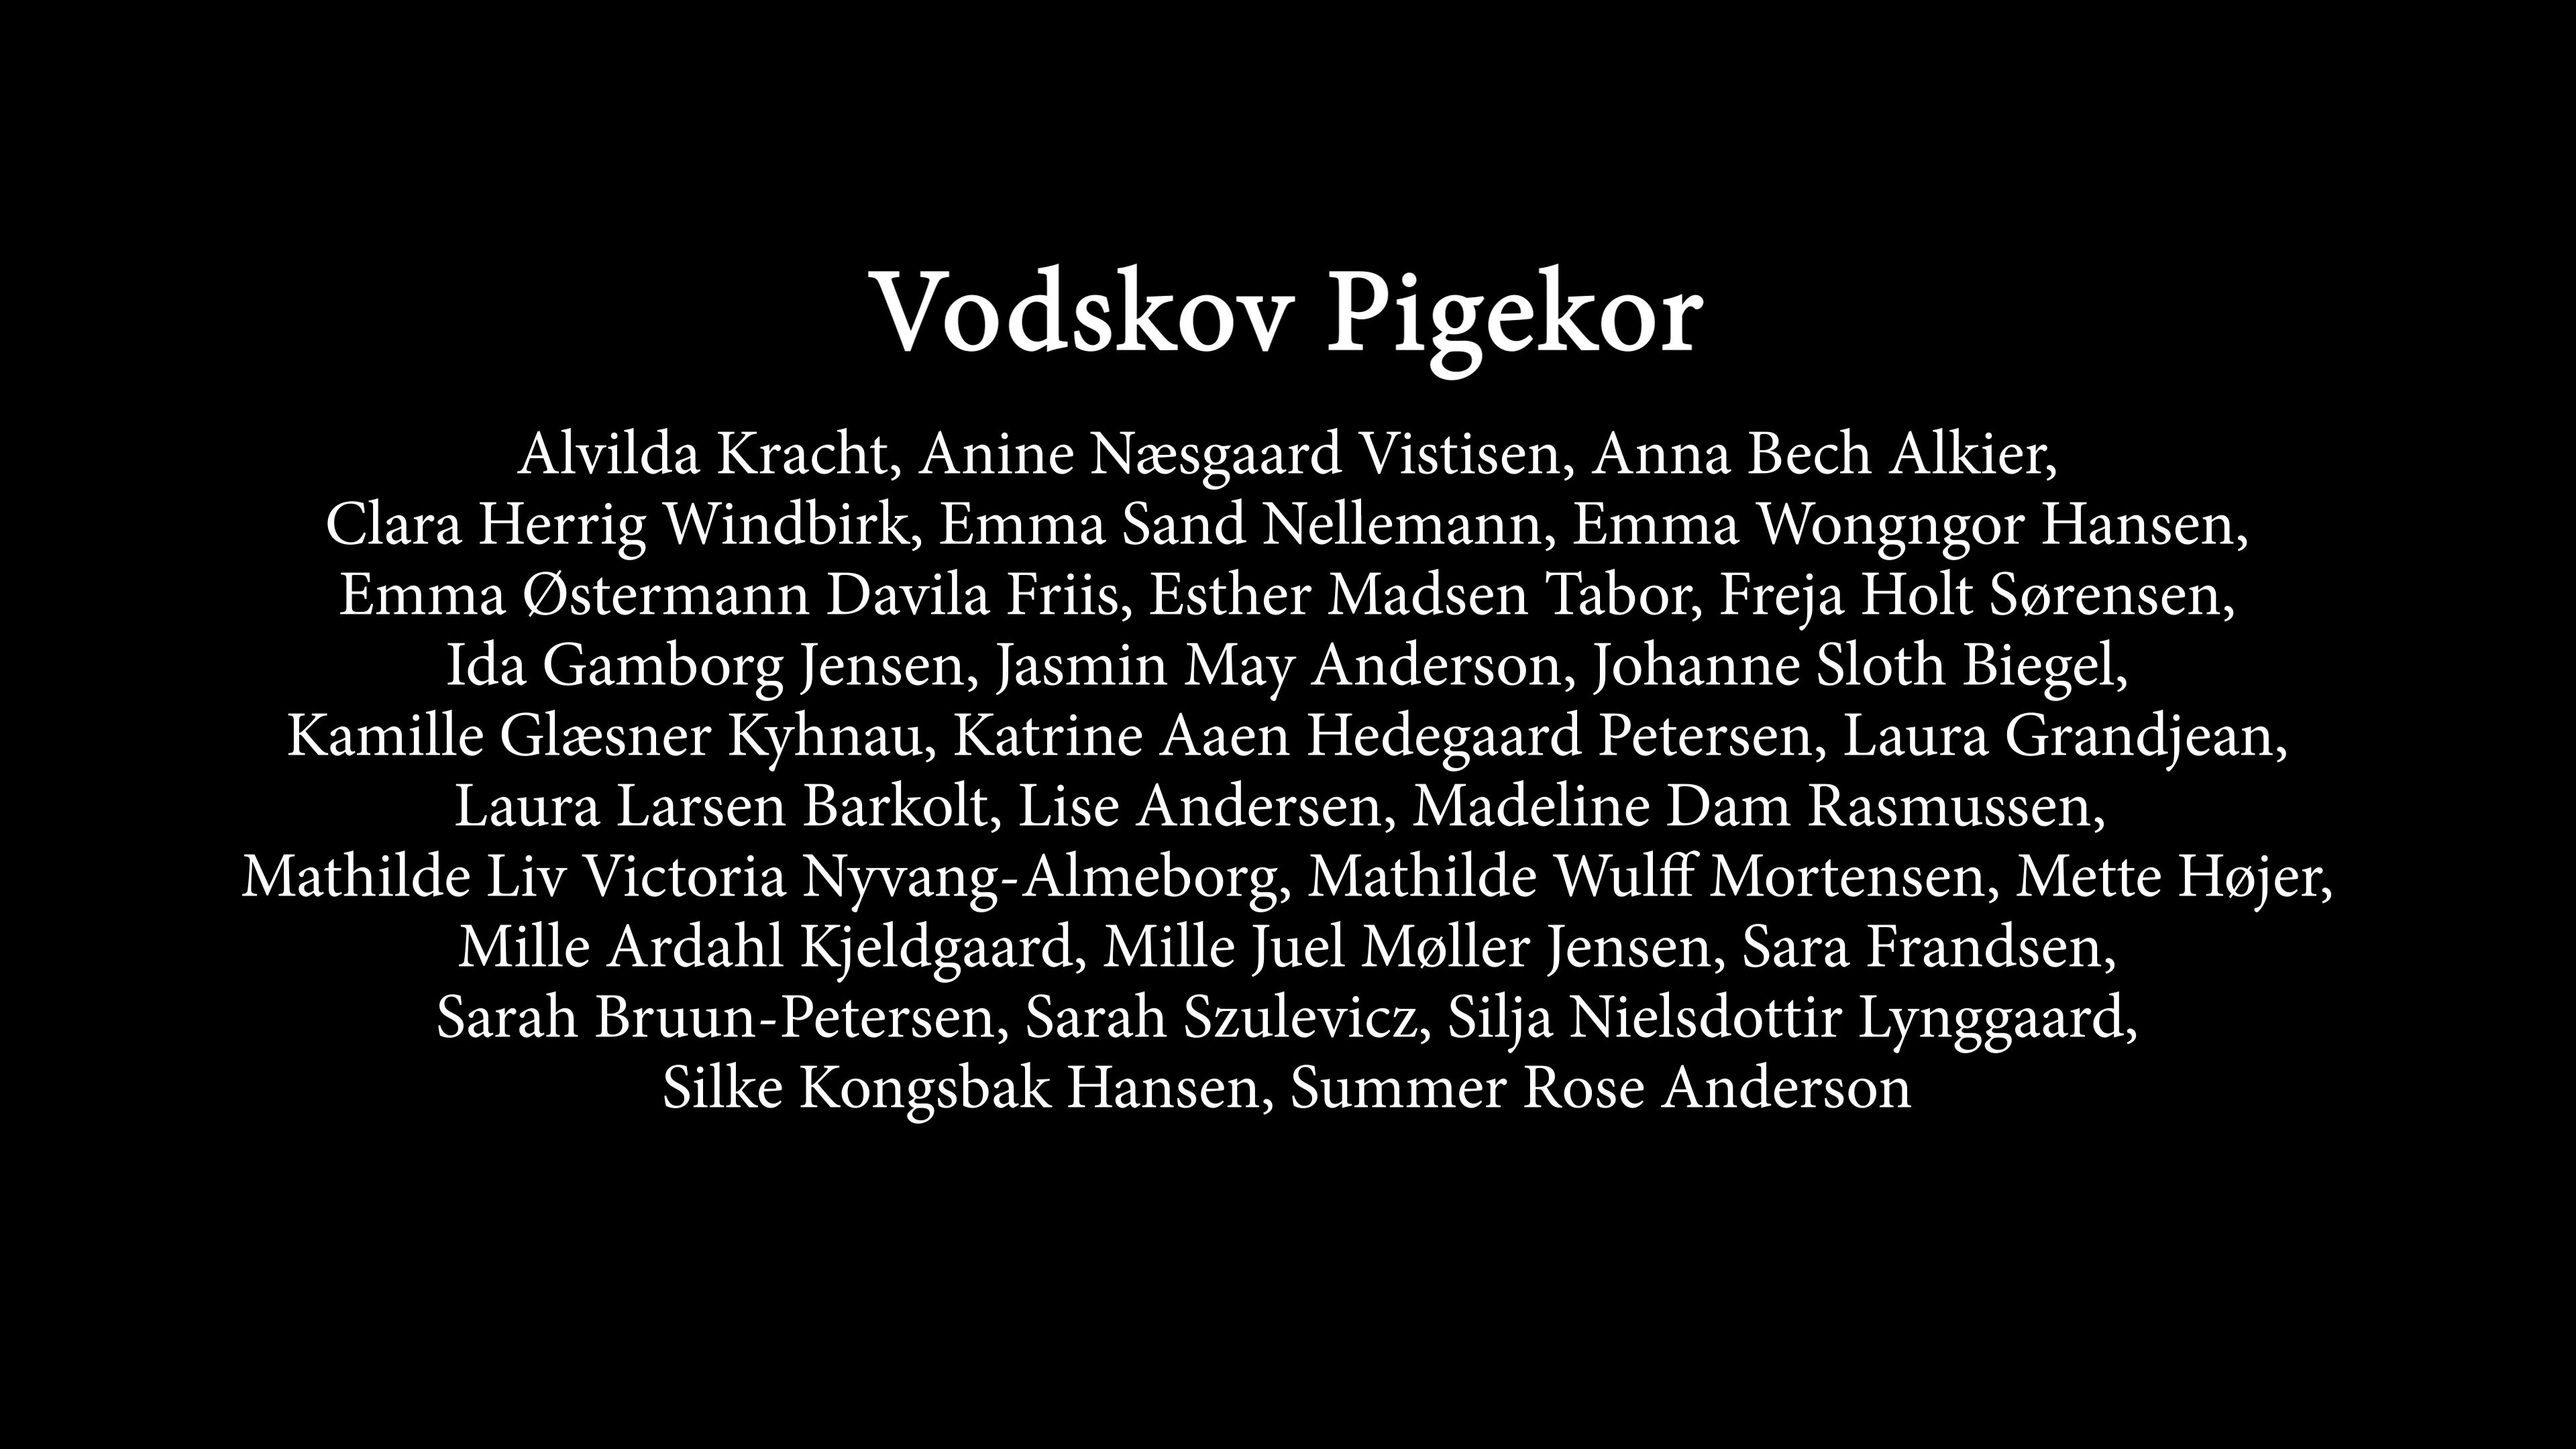 Vodskov Pigekor
Alvilda Kracht, Anine Næsgaard Vistisen, Anna Bech Alkier,
Clara Herrig Windbirk, Emma Sand Nellemann, Emma Wongngor Hansen,
Emma Østermann Davila Friis, Esther Madsen Tabor, Freja Holt Sørensen,
Ida Gamborg Jensen, Jasmin May Anderson, Johanne Sloth Biegel,
Kamille Glæsner Kyhnau, Katrine Aaen Hedegaard Petersen, Laura Grandjean,
Laura Larsen Barkolt, Lise Andersen, Madeline Dam Rasmussen,
Mathilde Liv Victoria Nyvang-Almeborg, Mathilde Wulff Mortensen, Mette Højer,
Mille Ardahl Kjeldgaard, Mille Juel Møller Jensen, Sara Frandsen,
Sarah Bruun-Petersen, Sarah Szulevicz, Silja Nielsdottir Lynggaard,
Silke Kongsbak Hansen, Summer Rose Anderson